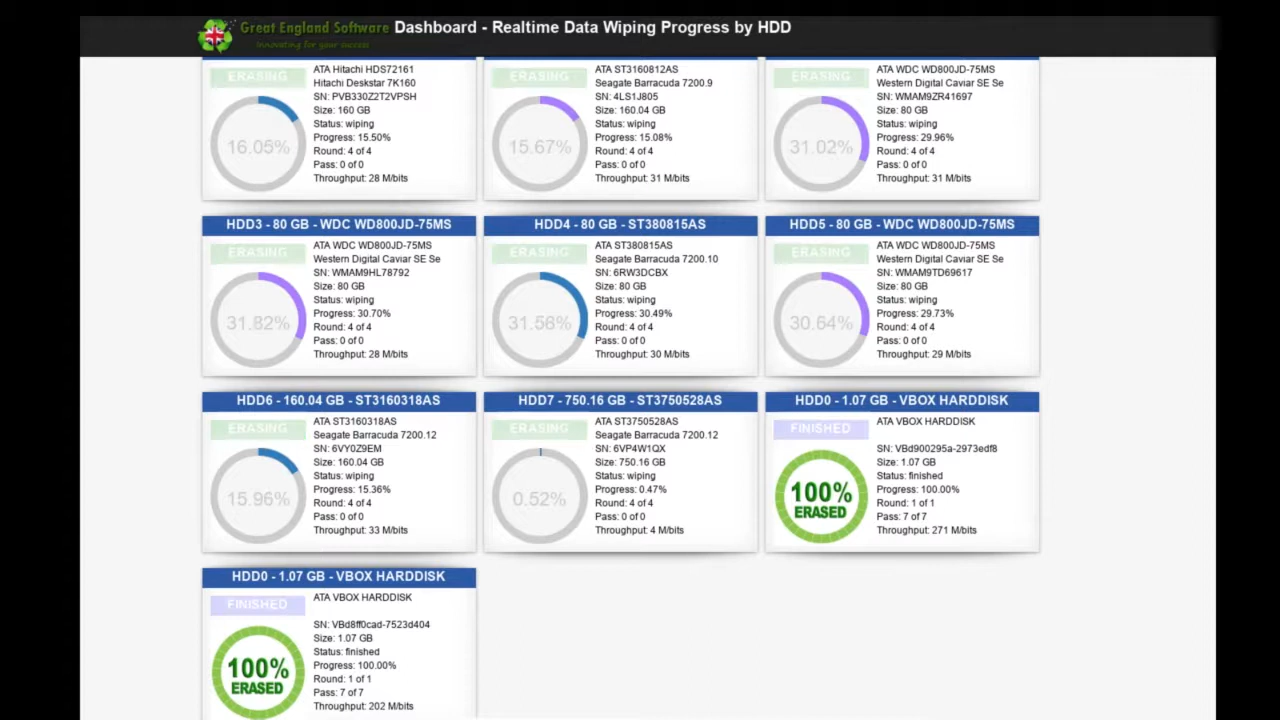 Great England Software
Innovating for your success
Dashboard - Realtime Data Wiping Progress by HDD
ERASING
16.05%
ATA Hitachi HDS72161
Hitachi Deskstar 7K160
SN: PVB330Z2T2VPSH
Size: 160 GB
Status: wiping
Progress: 15.50%
Round: 4 of 4
Pass: 0 of 0
Throughput: 28 M/bits
ERASING
15.67%
ATA ST3160812AS
Seagate Barracuda 7200.9
SN: 4LS1J805
Size: 160.04 GB
Status: wiping
Progress: 15.08%
Round: 4 of 4
Pass: 0 of 0
Throughput: 31 M/bits
ERASING
31.02%
ATA WDC WD800JD-75MS
Western Digital Caviar SE Se
SN: WMAM9ZR41697
Size: 80 GB
Status: wiping
Progress: 29.96%
Round: 4 of 4
Pass: 0 of 0
Throughput: 31 M/bits
HDD3 - 80 GB - WDC WD800JD-75MS
ERASING
31.82%
ATA WDC WD800JD-75MS
Western Digital Caviar SE Se
SN: WMAM9HL78792
Size: 80 GB
Status: wiping
Progress: 30.70%
Round: 4 of 4
Pass: 0 of 0
Throughput: 28 M/bits
HDD4 - 80 GB - ST380815AS
ERASING
31.56%
ATA ST380815AS
Seagate Barracuda 7200.10
SN: 6RW3DCBX
Size: 80 GB
Status: wiping
Progress: 30.49%
Round: 4 of 4
Pass: 0 of 0
Throughput: 30 M/bits
HDD5 - 80 GB - WDC WD800JD-75MS
ERASING
30.64%
ATA WDC WD800JD-75MS
Western Digital Caviar SE Se
SN: WMAM9TD69617
Size: 80 GB
Status: wiping
Progress: 29.73%
Round: 4 of 4
Pass: 0 of 0
Throughput: 29 M/bits
HDD6 - 160.04 GB - ST3160318AS
ERASING
15.96%
ATA ST3160318AS
Seagate Barracuda 7200.12
SN: 6VY0Z9EM
Size: 160.04 GB
Status: wiping
Progress: 15.36%
Round: 4 of 4
Pass: 0 of 0
Throughput: 33 M/bits
HDD7 - 750.16 GB - ST3750528AS
ERASING
0.52%
ATA ST3750528AS
Seagate Barracuda 7200.12
SN: 6VP4W1QX
Size: 750.16 GB
Status: wiping
Progress: 0.47%
Round: 4 of 4
Pass: 0 of 0
Throughput: 4 M/bits
HDD0 - 1.07 GB - VBOX HARDDISK
FINISHED
100%
ERASED
ATA VBOX HARDDISK
SN: VBd900295a-2973edf8
Size: 1.07 GB
Status: finished
Progress: 100.00%
Round: 1 of 1
Pass: 7 of 7
Throughput: 271 M/bits
HDD0 - 1.07 GB - VBOX HARDDISK
FINISHED
100%
ERASED
ATA VBOX HARDDISK
SN: VBd8ff0cad-7523d404
Size: 1.07 GB
Status: finished
Progress: 100.00%
Round: 1 of 1
Pass: 7 of 7
Throughput: 202 M/bits